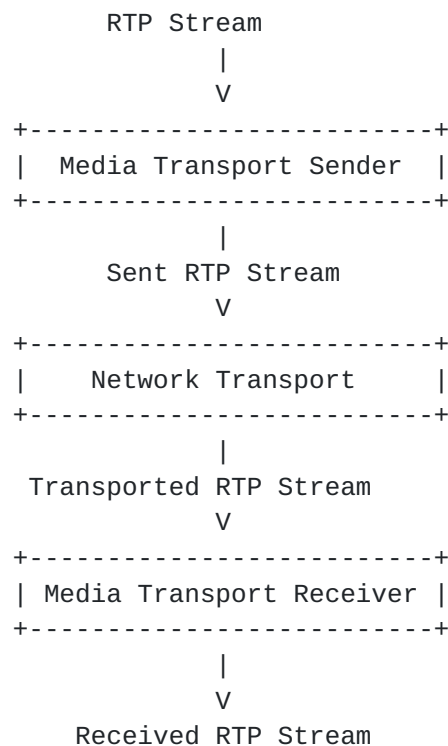 RTP Stream
|
V
+--------------------------+
|  Media Transport Sender  |
+--------------------------+
|
Sent RTP Stream
V
+--------------------------+
|    Network Transport     |
+--------------------------+
|
Transported RTP Stream
V
+--------------------------+
| Media Transport Receiver |
+--------------------------+
|
V
Received RTP Stream